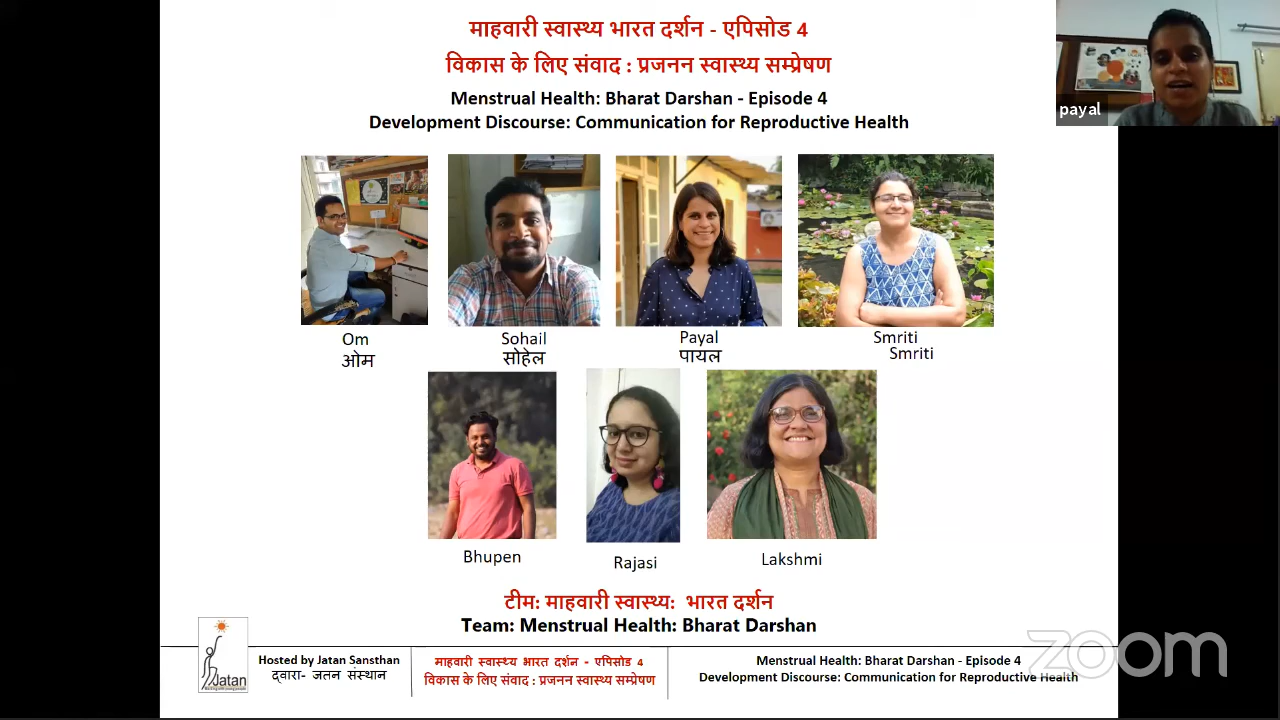 माहवारी स्वास्थ्य भारत दर्शन - एपिसोड 4
विकास के लिए संवाद : प्रजनन स्वास्थ्य सम्प्रेषण
Menstrual Health: Bharat Darshan - Episode 4
Development Discourse: Communication for Reproductive Health
payal
Om
ओम
Sohail
सोहेल
Payal
पायल
Smriti
Smriti
Bhupen
Rajasi
Lakshmi
टीम: माहवारी स्वास्थ्य: भारत दर्शन
Team: Menstrual Health: Bharat Darshan
Jatan
Hosted by Jatan Sansthan
द्वारा- जतन संस्थान
माहवारी स्वास्थ्य भारत दर्शन - एपिसोड 4
विकास के लिए संवाद : प्रजनन स्वास्थ्य सम्प्रेषण
Menstrual Health: Bharat Darshan - Episode 4
Development Discourse: Communication for Reproductive Health
zoom